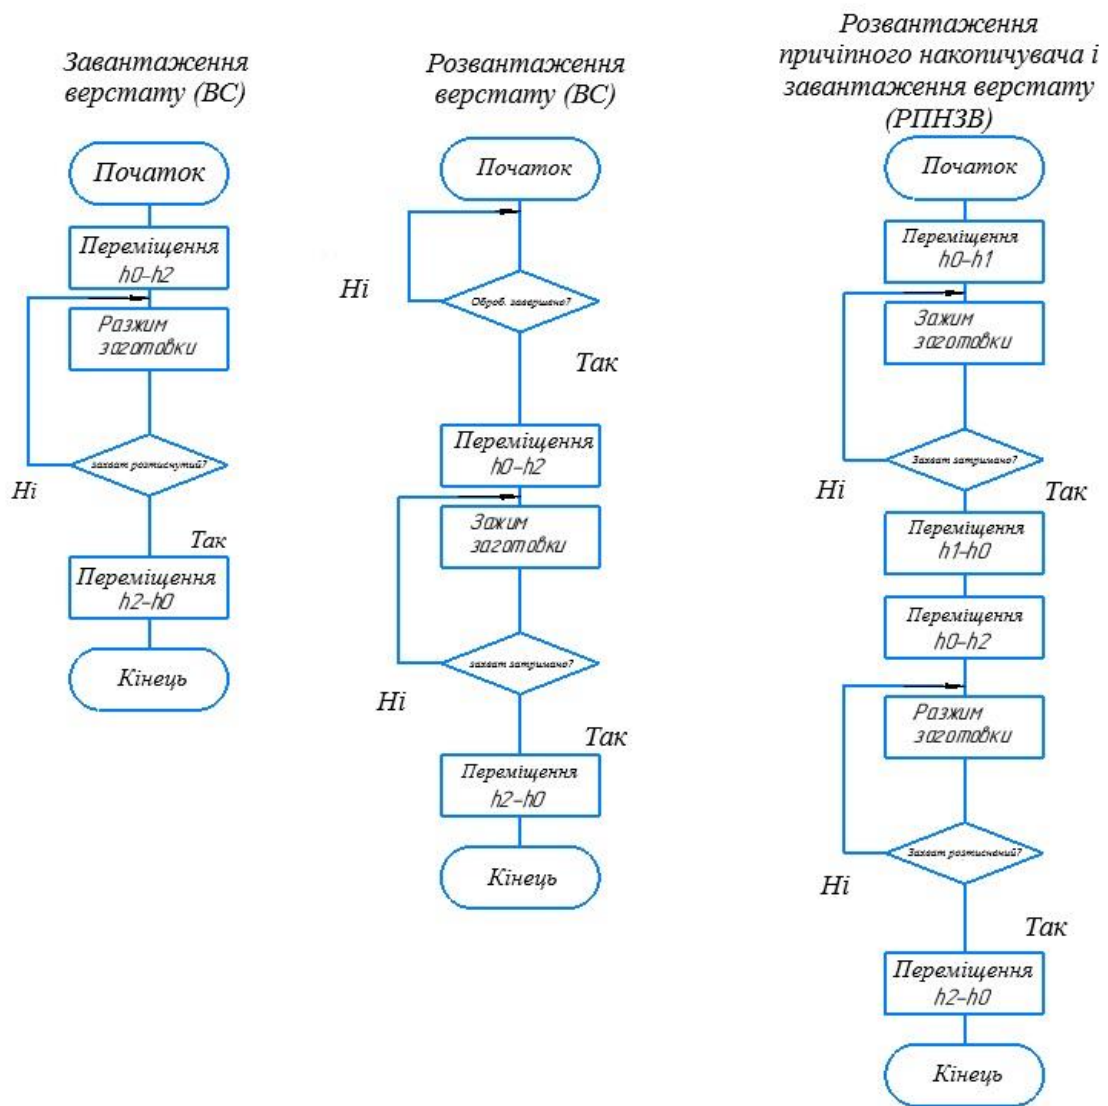 Завантаження
верстату (ВС)
Початок
Переміщення
h0-h2
Разжим
заготовки
захват розтиснутий?
Ні
Так
Переміщення
h2-h0
Кінець
Розвантаження
верстату (ВС)
Початок
Ні
Оброб. завершено?
Так
Переміщення
h0-h2
Зажим
заготовки
захват затримано?
Ні
Так
Переміщення
h2-h0
Кінець
Розвантаження
причіпного накопичувача і
завантаження верстату
(РПНЗВ)
Початок
Переміщення
h0-h1
Зажим
заготовки
Захват затримано?
Ні
Так
Переміщення
h1-h0
Переміщення
h0-h2
Разжим
заготовки
Захват розтиснений?
Ні
Так
Переміщення
h2-h0
Кінець